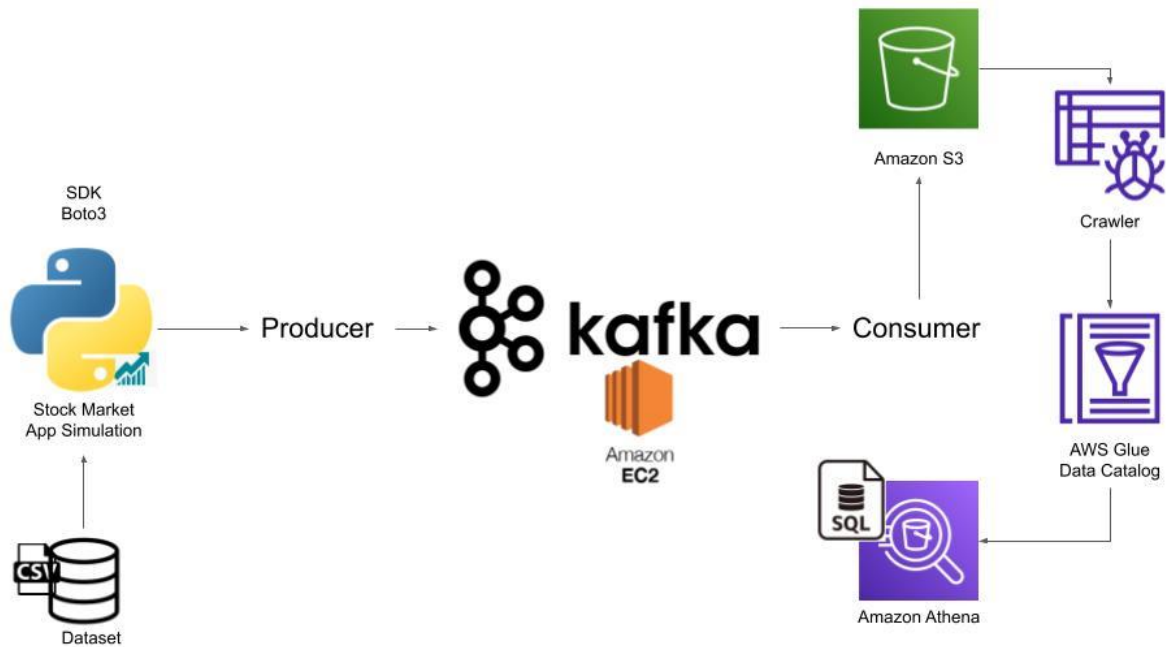 SDK
Boto3
Stock Market
App Simulation
CSV
Dataset
Producer
kafka
Amazon
EC2
Consumer
Amazon S3
Crawler
AWS Glue
Data Catalog
SQL
Amazon Athena